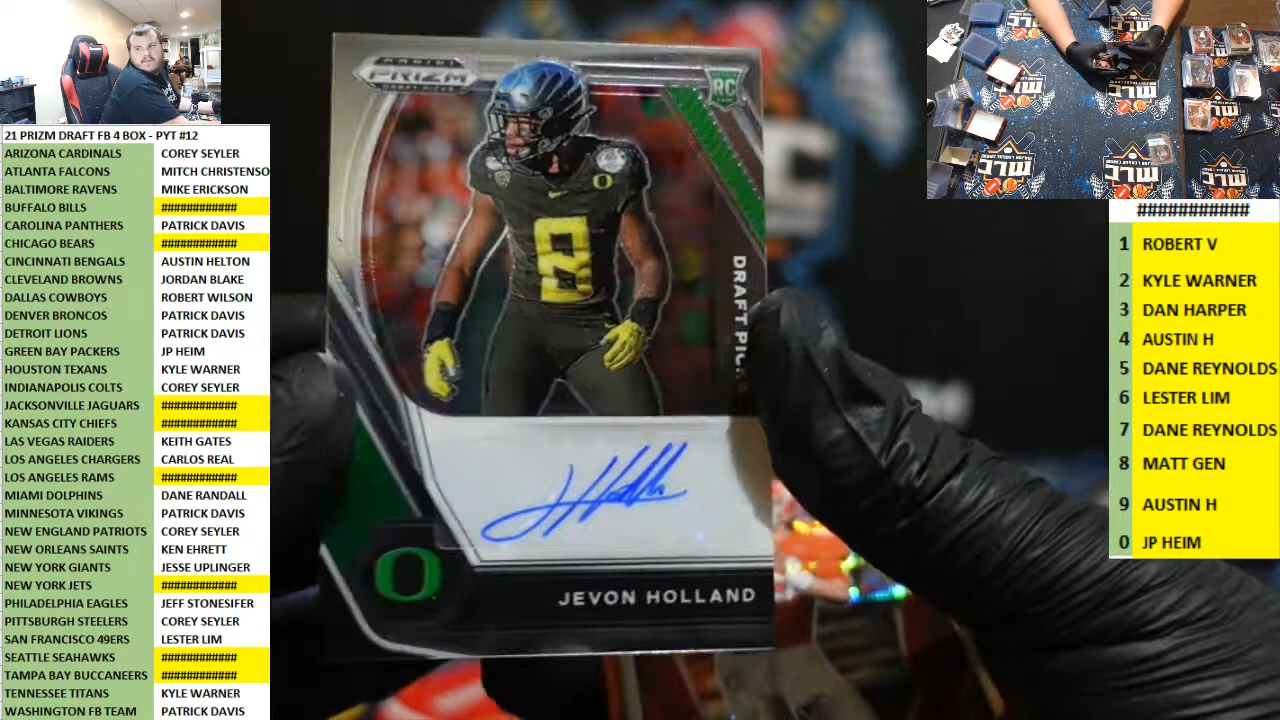 21 PRIZM DRAFT FB 4 BOX - PYT #12
ARIZONA CARDINALS COREY SEYLER
ATLANTA FALCONS MITCH CHRISTENSO
BALTIMORE RAVENS MIKE ERICKSON
BUFFALO BILLS ############
CAROLINA PANTHERS PATRICK DAVIS
CHICAGO BEARS ############
CINCINNATI BENGALS AUSTIN HELTON
CLEVELAND BROWNS JORDAN BLAKE
DALLAS COWBOYS ROBERT WILSON
DENVER BRONCOS PATRICK DAVIS
DETROIT LIONS PATRICK DAVIS
GREEN BAY PACKERS JP HEIM
HOUSTON TEXANS KYLE WARNER
INDIANAPOLIS COLTS COREY SEYLER
JACKSONVILLE JAGUARS ############
KANSAS CITY CHIEFS ############
LAS VEGAS RAIDERS KEITH GATES
LOS ANGELES CHARGERS CARLOS REAL
LOS ANGELES RAMS ############
MIAMI DOLPHINS DANE RANDALL
MINNESOTA VIKINGS PATRICK DAVIS
NEW ENGLAND PATRIOTS COREY SEYLER
NEW ORLEANS SAINTS KEN EHRETT
NEW YORK GIANTS JESSE UPLINGER
NEW YORK JETS ############
PHILADELPHIA EAGLES JEFF STONESIFER
PITTSBURGH STEELERS COREY SEYLER
SAN FRANCISCO 49ERS LESTER LIM
SEATTLE SEAHAWKS ############
TAMPA BAY BUCCANEERS ############
TENNESSEE TITANS KYLE WARNER
WASHINGTON FB TEAM PATRICK DAVIS
PANINI
PRIZM
DRAFT PICKS
RC
8
DRAFT PICKS
O
JEVON HOLLAND
MLC
MLC
MLC
MLC
############
1 ROBERT V
2 KYLE WARNER
3 DAN HARPER
4 AUSTIN H
5 DANE REYNOLDS
6 LESTER LIM
7 DANE REYNOLDS
8 MATT GEN
9 AUSTIN H
0 JP HEIM